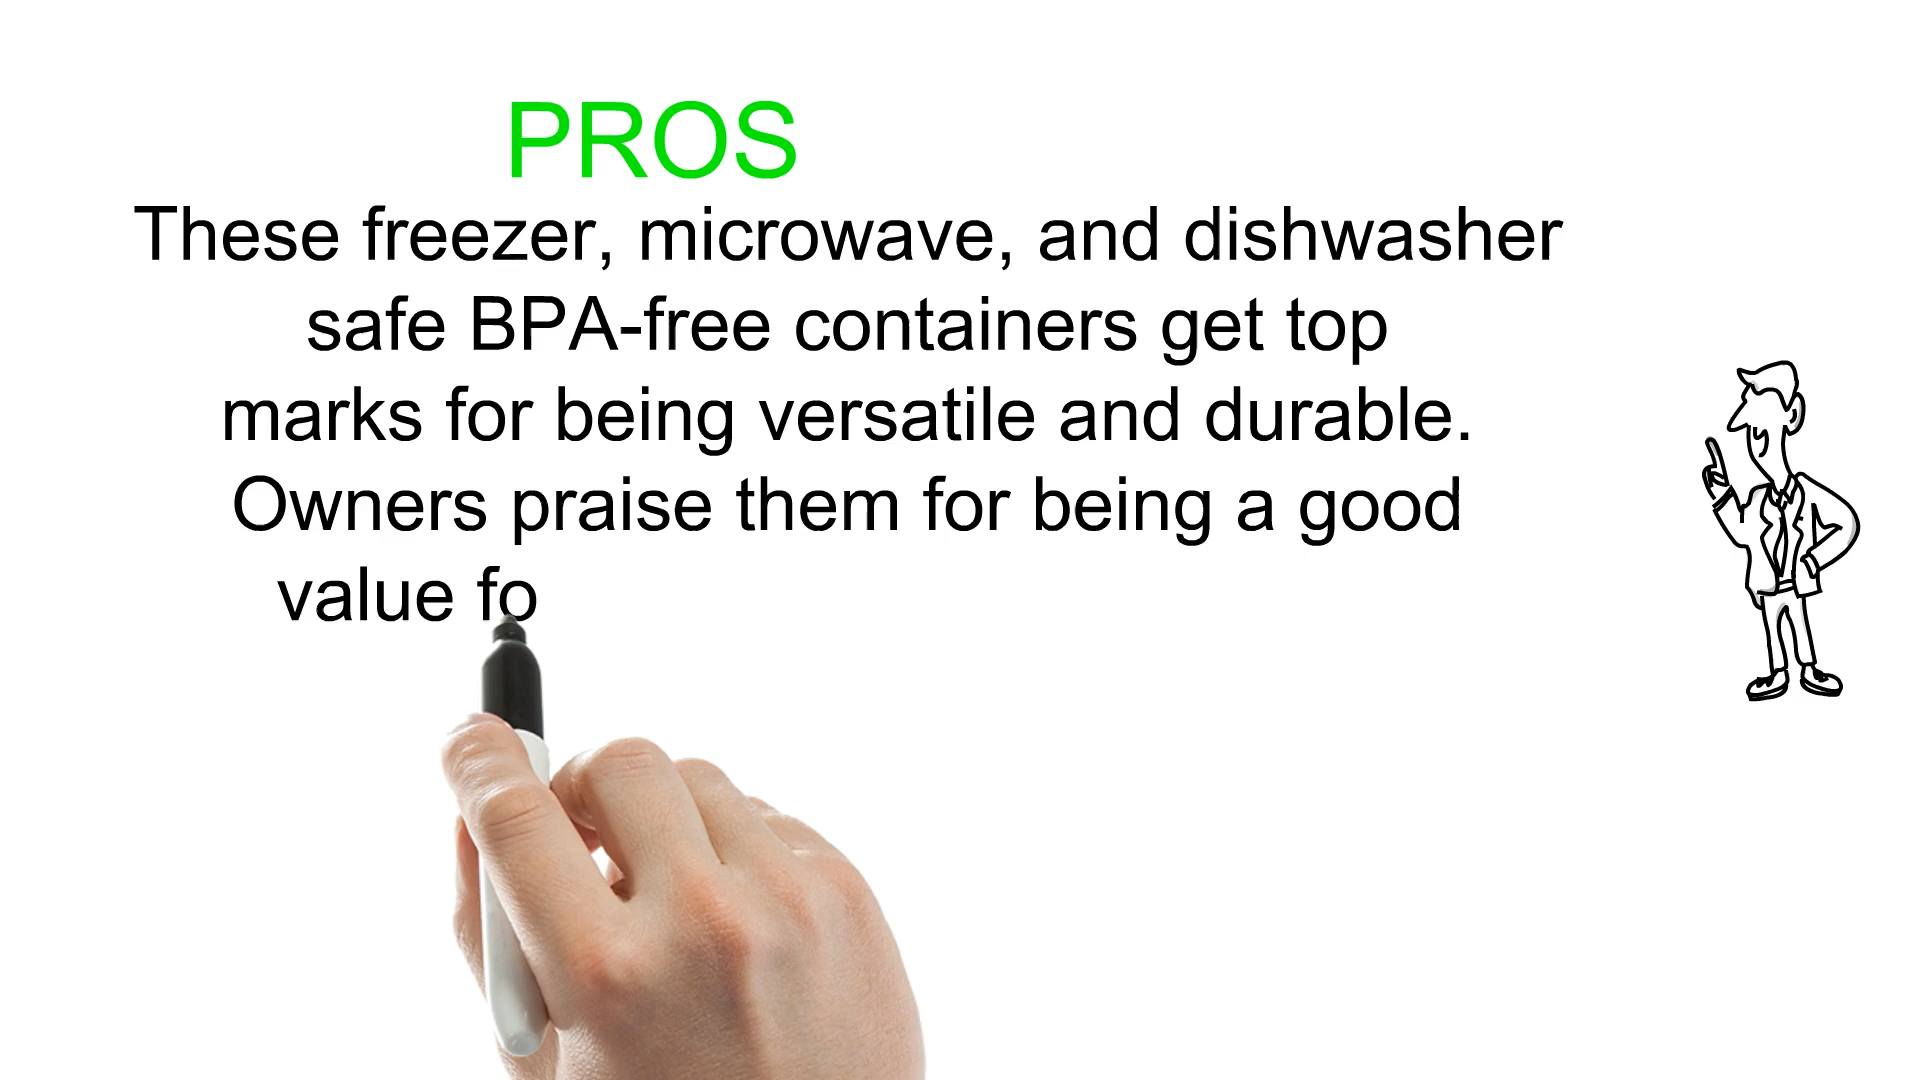 PROS
These freezer, microwave, and dishwasher
safe BPA-free containers get top
marks for being versatile and durable.
Owners praise them for being a good
value fo